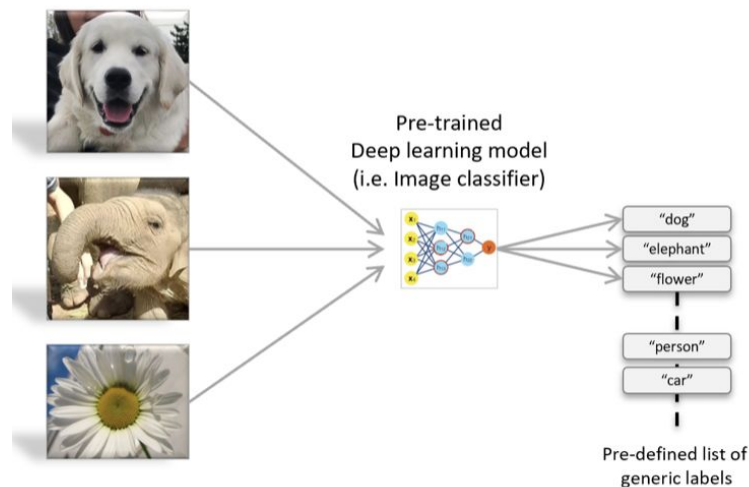 Pre-trained
Deep learning model
(i.e. Image classifier)
"dog"
"elephant"
"flower"
"person"
"car"
Pre-defined list of
generic labels